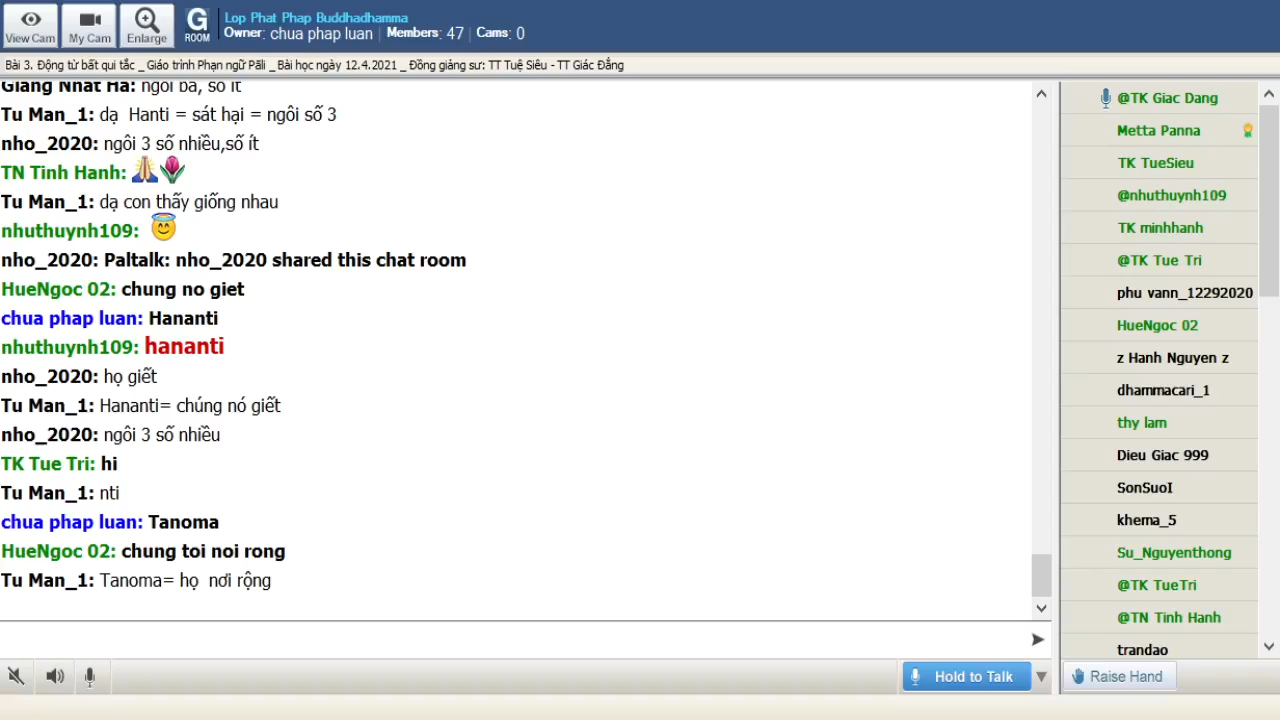 View Cam
My Cam
Enlarge
G
ROOM
Lop Phat Phap Buddhadhamma
Owner: chua phap luan | Members: 47 | Cams: 0
Bài 3. Động từ bất qui tắc _ Giáo trình Phạn ngữ Pāli _ Bài học ngày 12.4.2021 _ Đồng giảng sư: TT Tuệ Siêu - TT Giác Đẳng
Giang Nhat Ha: ngôi ba, số ít
Tu Man_1: dạ Hanti = sát hại = ngôi số 3
nho_2020: ngôi 3 số nhiều,số ít
TN Tinh Hanh:
Tu Man_1: dạ con thấy giống nhau
nhuthuynh109:
nho_2020: Paltalk: nho_2020 shared this chat room
HueNgoc 02: chung no giet
chua phap luan: Hananti
nhuthuynh109: hananti
nho_2020: họ giết
Tu Man_1: Hananti= chúng nó giết
nho_2020: ngôi 3 số nhiều
TK Tue Tri: hi
Tu Man_1: nti
chua phap luan: Tanoma
HueNgoc 02: chung toi noi rong
Tu Man_1: Tanoma= họ nơi rộng
Hold to Talk
@TK Giac Dang
Metta Panna
TK TueSieu
@nhuthuynh109
TK minhhanh
@TK Tue Tri
phu vann_12292020
HueNgoc 02
z Hanh Nguyen z
dhammacari_1
thy lam
Dieu Giac 999
SonSuoI
khema_5
Su_Nguyenthong
@TK TueTri
@TN Tinh Hanh
trandao
Raise Hand